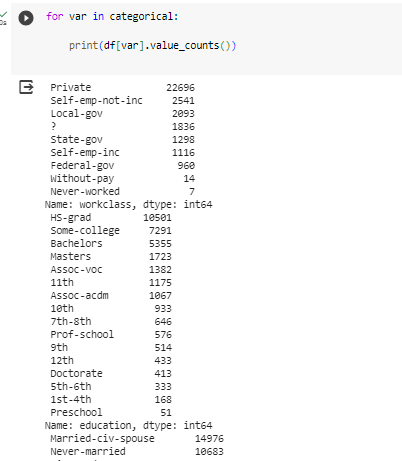 for var in categorical:
print(df[var].value_counts())
Private 22696
Self-emp-not-inc 2541
Local-gov 2093
? 1836
State-gov 1298
Self-emp-inc 1116
Federal-gov 960
Without-pay 14
Never-worked 7
Name: workclass, dtype: int64
HS-grad 10501
Some-college 7291
Bachelors 5355
Masters 1723
Assoc-voc 1382
11th 1175
Assoc-acdm 1067
10th 933
7th-8th 646
Prof-school 576
9th 514
12th 433
Doctorate 413
5th-6th 333
1st-4th 168
Preschool 51
Name: education, dtype: int64
Married-civ-spouse 14976
Never-married 10683